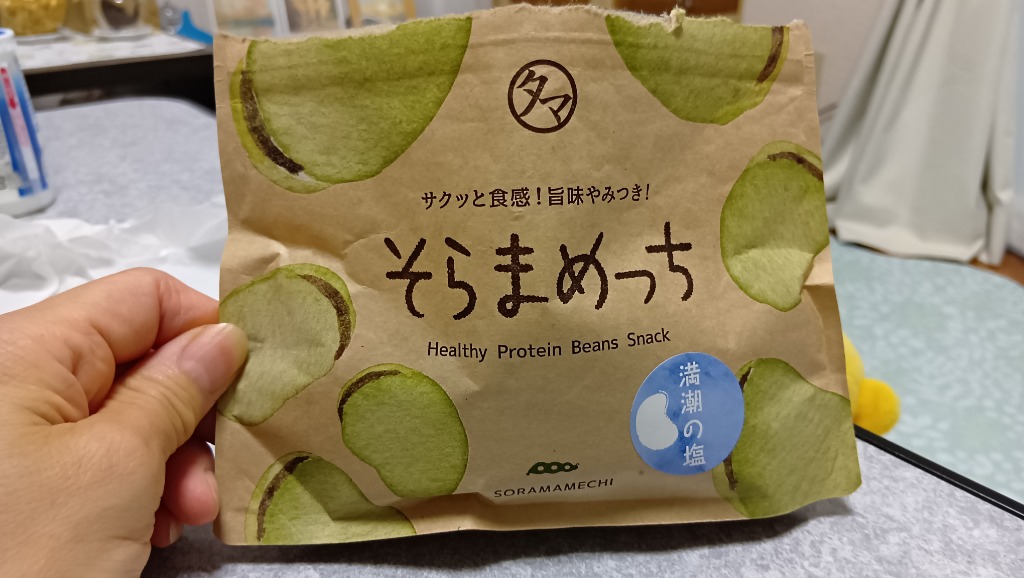 タマ
サクッと食感！旨味やみつき！
そらまめっち
Healthy Protein Beans Snack
満潮の塩
SORAMAMECHI